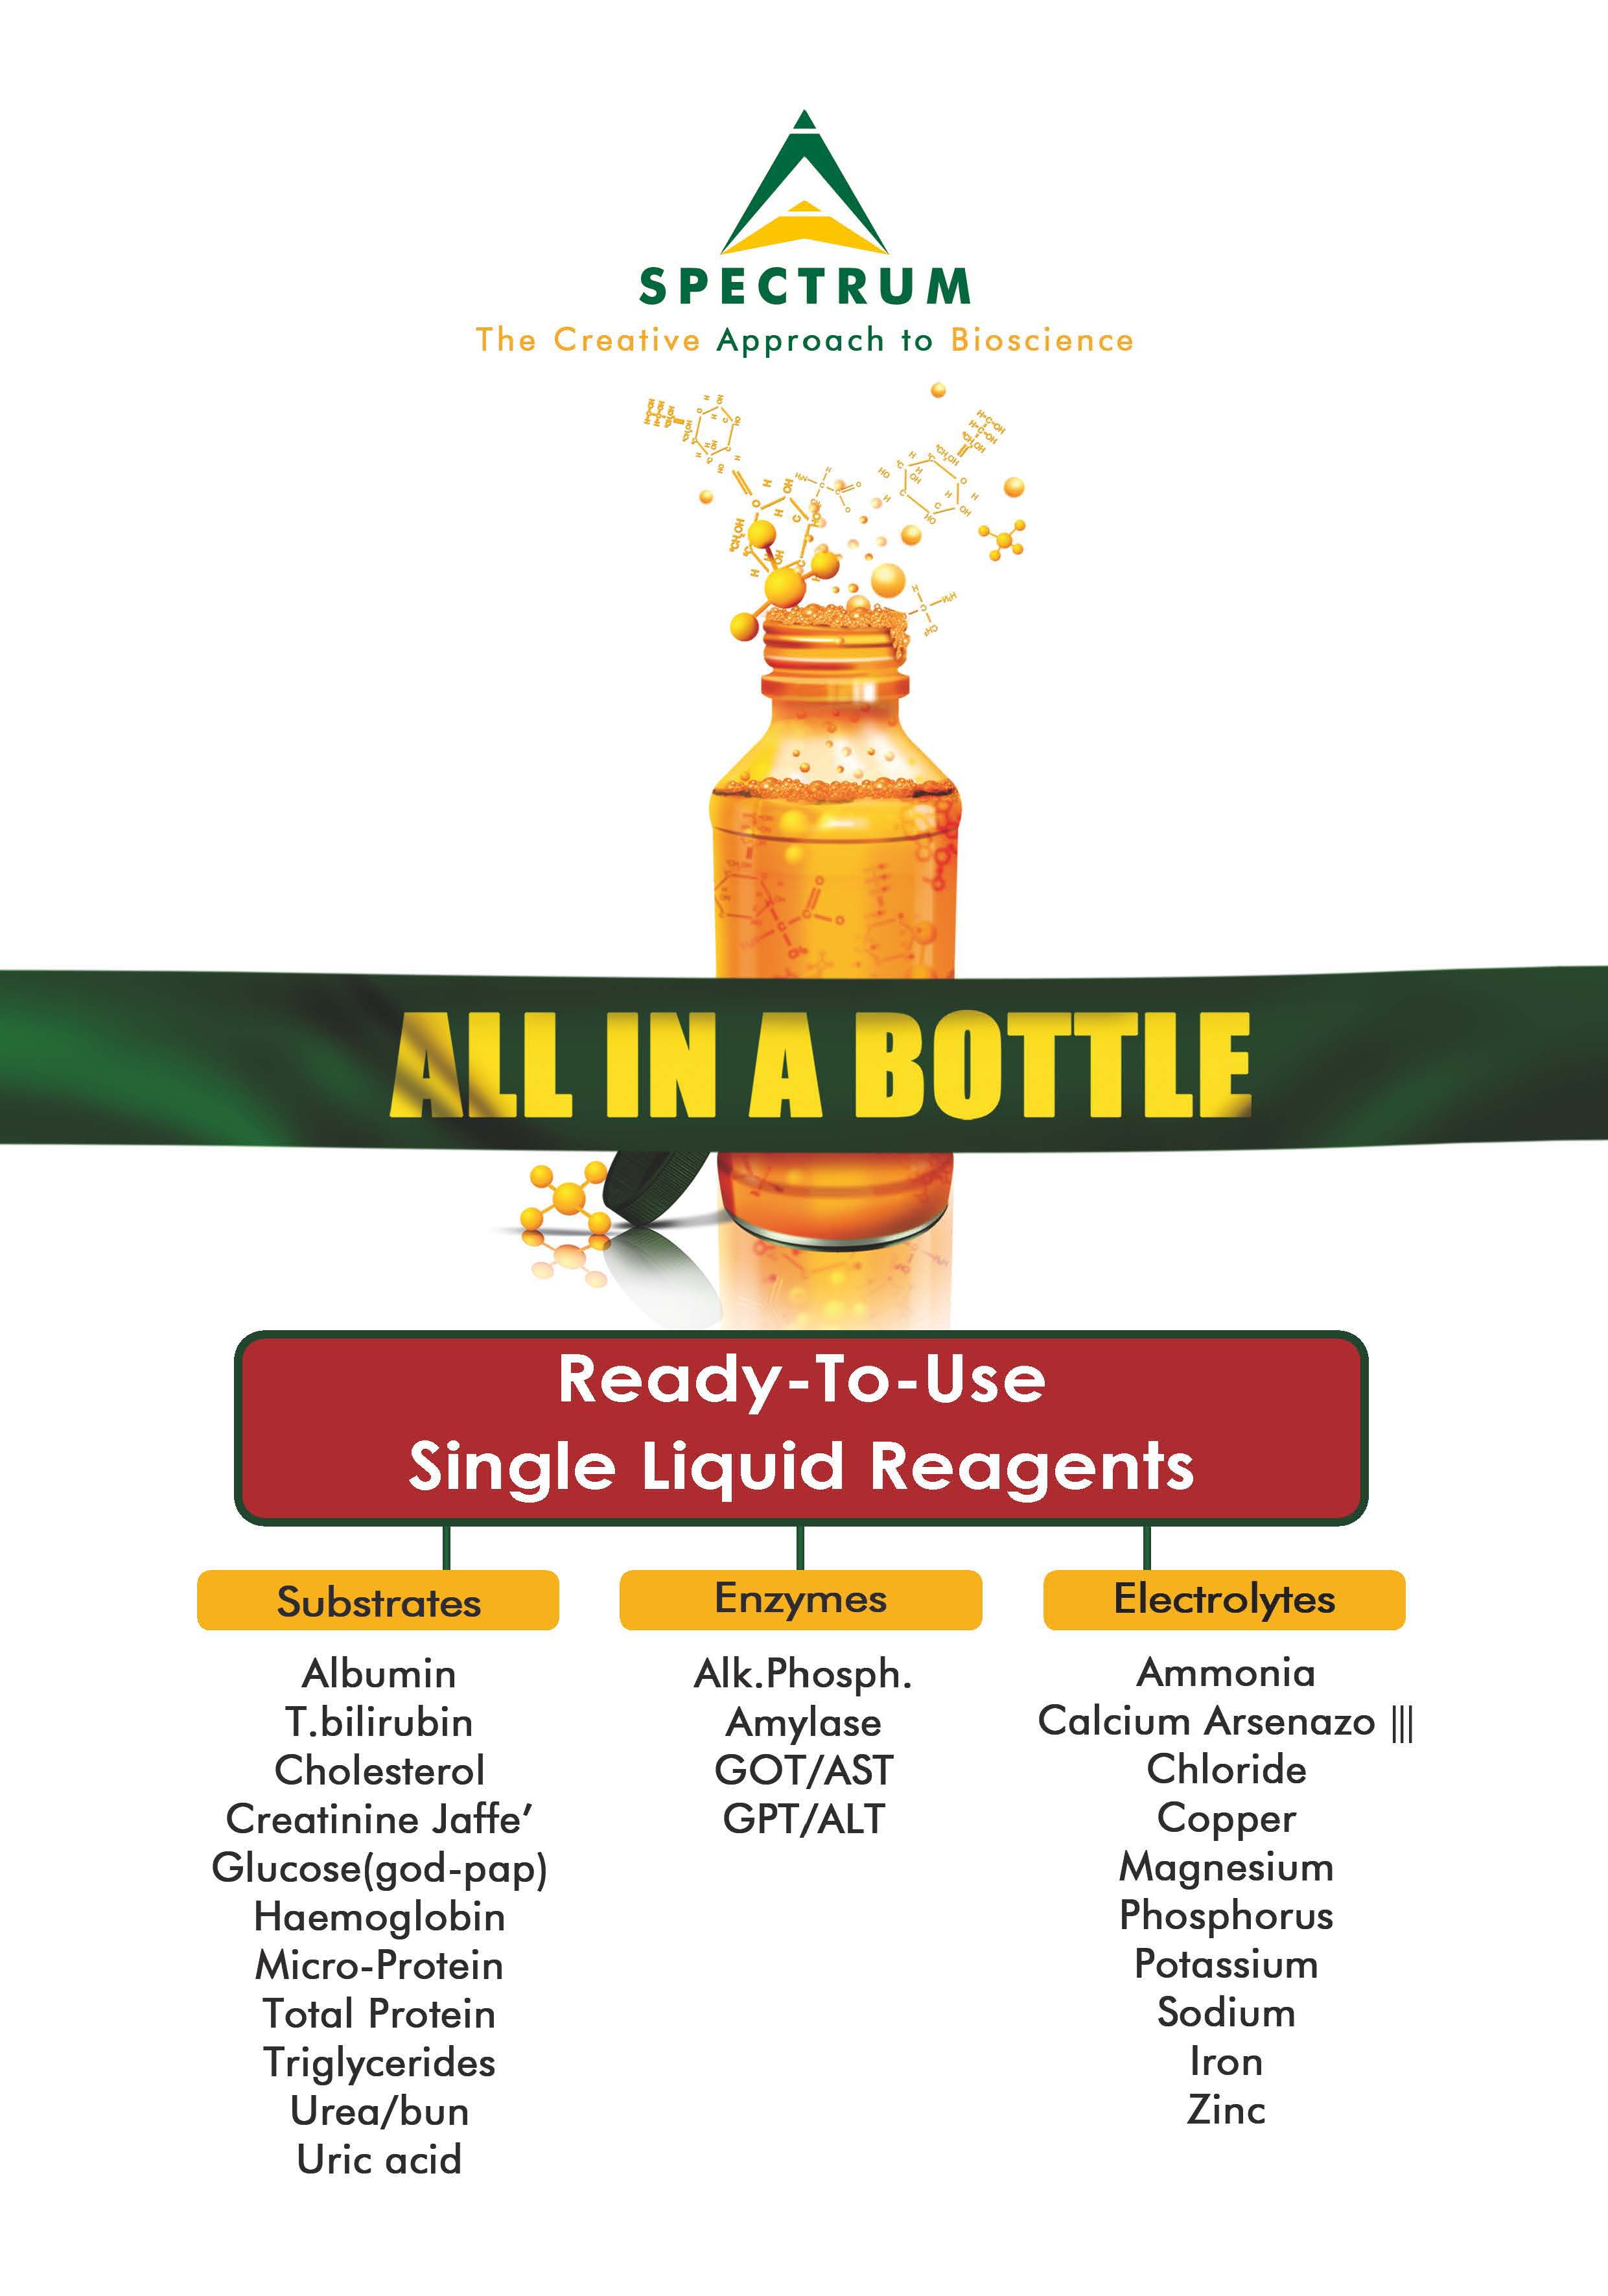 SPECTRUM
The Creative Approach to Bioscience
ALL IN A BOTTLE
Ready-To-Use
Single Liquid Reagents
Substrates
Albumin
T.bilirubin
Cholesterol
Creatinine Jaffe’
Glucose(god-pap)
Haemoglobin
Micro-Protein
Total Protein
Triglycerides
Urea/bun
Uric acid
Enzymes
Alk.Phosph.
Amylase
GOT/AST
GPT/ALT
Electrolytes
Ammonia
Calcium Arsenazo |||
Chloride
Copper
Magnesium
Phosphorus
Potassium
Sodium
Iron
Zinc